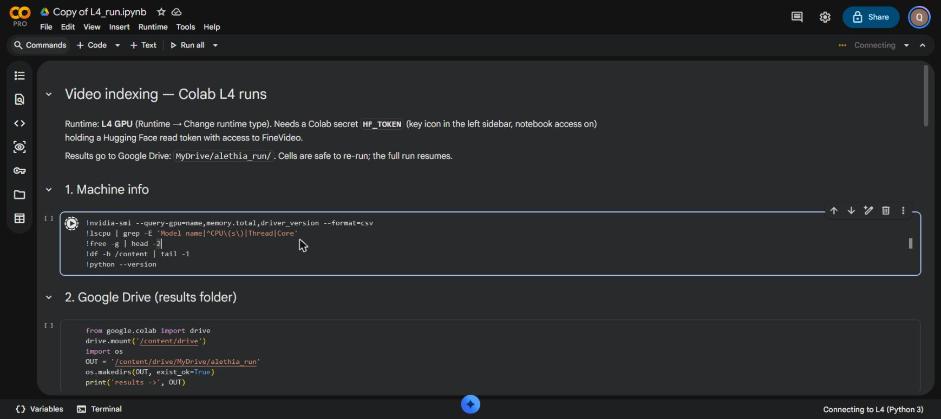 CO Copy of L4_run.ipynb
PRO File Edit View Insert Runtime Tools Help
Share Q
Commands + Code + Text Run all
Connecting
Video indexing — Colab L4 runs
Runtime: L4 GPU (Runtime → Change runtime type). Needs a Colab secret HF_TOKEN (key icon in the left sidebar, notebook access on)
holding a Hugging Face read token with access to FineVideo.
Results go to Google Drive: MyDrive/alethia_run/. Cells are safe to re-run; the full run resumes.
1. Machine info
[ ]
!nvidia-smi --query-gpu=name,memory.total,driver_version --format=csv
!lscpu | grep -E 'Model name|^CPU\(s\)|Thread|Core'
!free -g | head -2
!df -h /content | tail -1
!python --version
2. Google Drive (results folder)
[ ]
from google.colab import drive
drive.mount('/content/drive')
import os
OUT = '/content/drive/MyDrive/alethia_run'
os.makedirs(OUT, exist_ok=True)
print('results ->', OUT)
{} Variables Terminal
Connecting to L4 (Python 3)